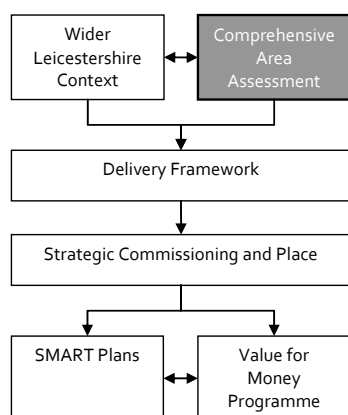 Wider
Leicestershire
Context
Comprehensive
Area
Assessment
Delivery Framework
Strategic Commissioning and Place
SMART Plans
Value for
Money
Programme